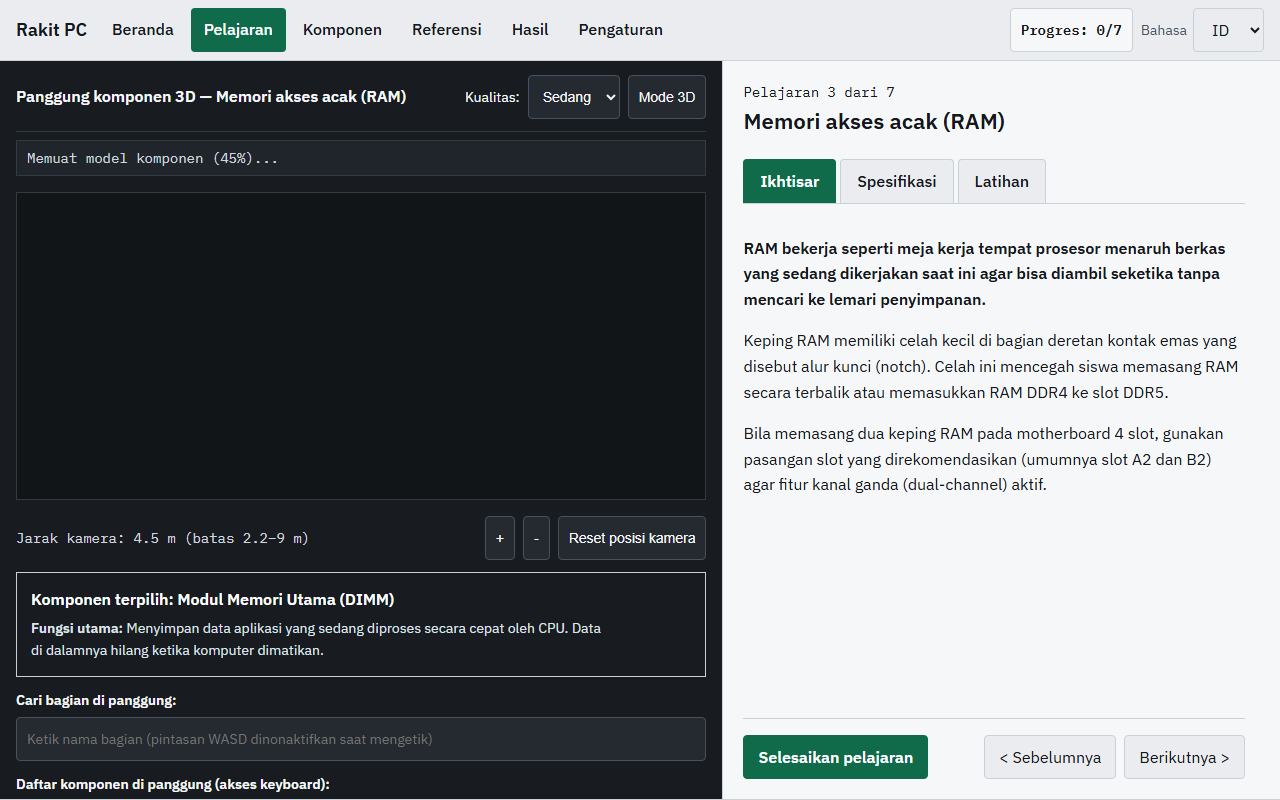 Rakit PC
Beranda
Pelajaran
Komponen
Referensi
Hasil
Pengaturan
Progres: 0/7
Bahasa
ID
Panggung komponen 3D — Memori akses acak (RAM)
Kualitas:
Sedang
Mode 3D
Memuat model komponen (45%)...
Jarak kamera: 4.5 m (batas 2.2–9 m)
+
-
Reset posisi kamera
Komponen terpilih: Modul Memori Utama (DIMM)
Fungsi utama: Menyimpan data aplikasi yang sedang diproses secara cepat oleh CPU. Data
di dalamnya hilang ketika komputer dimatikan.
Cari bagian di panggung:
Ketik nama bagian (pintasan WASD dinonaktifkan saat mengetik)
Daftar komponen di panggung (akses keyboard):
Pelajaran 3 dari 7
Memori akses acak (RAM)
Ikhtisar
Spesifikasi
Latihan
RAM bekerja seperti meja kerja tempat prosesor menaruh berkas
yang sedang dikerjakan saat ini agar bisa diambil seketika tanpa
mencari ke lemari penyimpanan.
Keping RAM memiliki celah kecil di bagian deretan kontak emas yang
disebut alur kunci (notch). Celah ini mencegah siswa memasang RAM
secara terbalik atau memasukkan RAM DDR4 ke slot DDR5.
Bila memasang dua keping RAM pada motherboard 4 slot, gunakan
pasangan slot yang direkomendasikan (umumnya slot A2 dan B2)
agar fitur kanal ganda (dual-channel) aktif.
Selesaikan pelajaran
< Sebelumnya
Berikutnya >